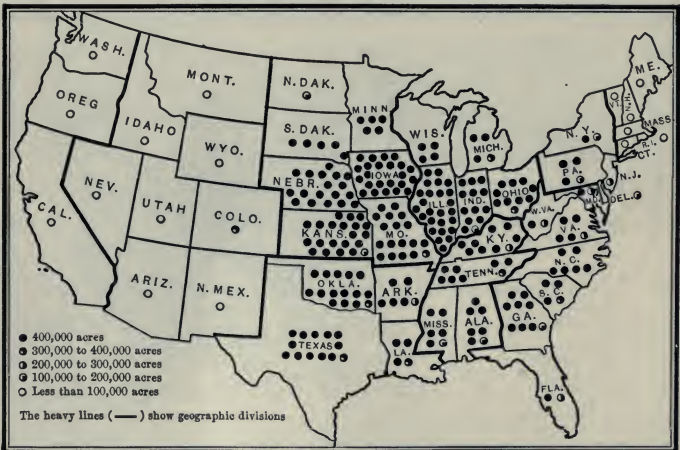 WASH.
OREG
CAL.
NEV.
IDAHO
MONT.
WYO.
UTAH
COLO.
ARIZ.
N. MEX.
N. DAK.
S. DAK.
NEBR.
KANS.
OKLA.
TEXAS
MINN
IOWA
MO.
ARK.
LA.
WIS.
ILL.
MICH.
IND.
OHIO
KY.
TENN.
MISS.
ALA.
GA.
FLA.
S. C.
N. C.
VA.
W. VA.
MD.
DEL.
N. J.
PA.
N. Y.
VT.
N. H.
ME.
MASS.
R. I.
CT.
400,000 acres
300,000 to 400,000 acres
200,000 to 300,000 acres
100,000 to 200,000 acres
Less than 100,000 acres
The heavy lines (—) show geographic divisions